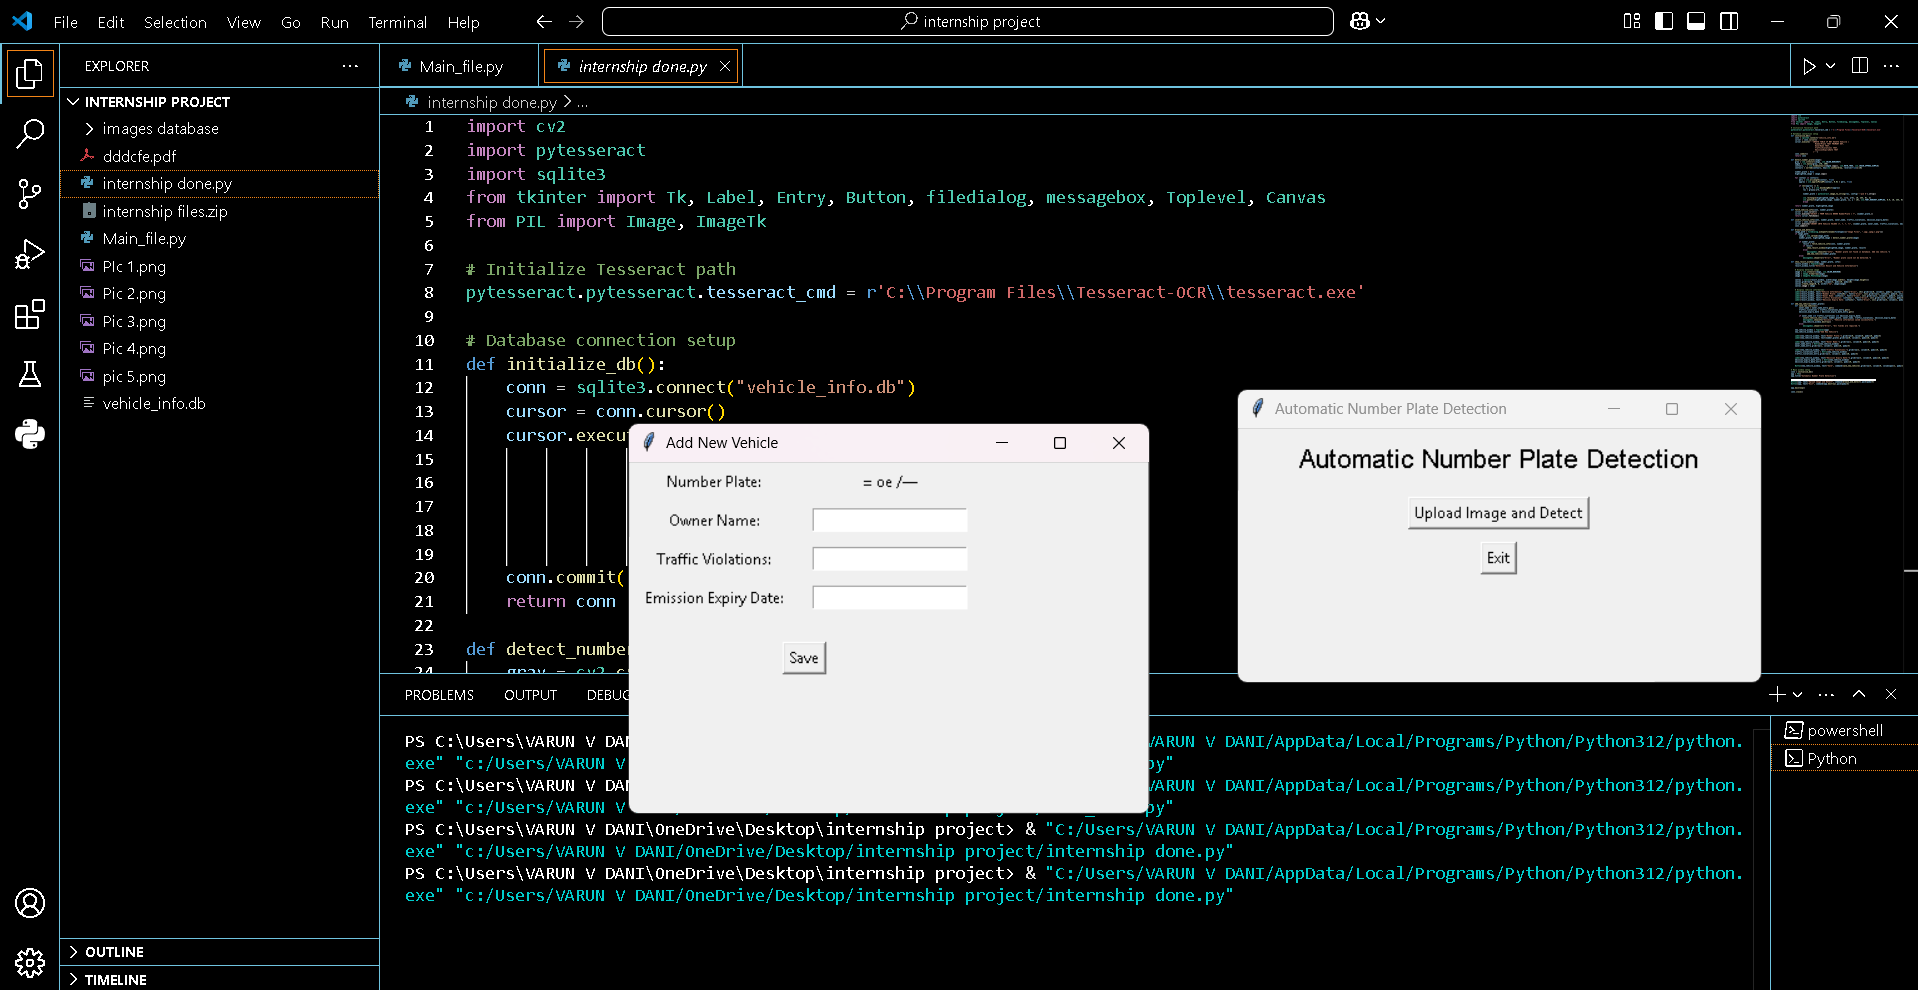 File Edit Selection View Go Run Terminal Help
internship project
EXPLORER
INTERNSHIP PROJECT
images database
dddcfe.pdf
internship done.py
internship files.zip
Main_file.py
PIc 1.png
Pic 2.png
Pic 3.png
Pic 4.png
pic 5.png
vehicle_info.db
OUTLINE
TIMELINE
Main_file.py
internship done.py
internship done.py > ...
1 import cv2
2 import pytesseract
3 import sqlite3
4 from tkinter import Tk, Label, Entry, Button, filedialog, messagebox, Toplevel, Canvas
5 from PIL import Image, ImageTk
6
7 # Initialize Tesseract path
8 pytesseract.pytesseract.tesseract_cmd = r'C:\\Program Files\\Tesseract-OCR\\tesseract.exe'
9
10 # Database connection setup
11 def initialize_db():
12 conn = sqlite3.connect("vehicle_info.db")
13 cursor = conn.cursor()
14 cursor.execut
15
16
17
18
19
20 conn.commit(
21 return conn
22
23 def detect_number
24 gray = cv2.c
Add New Vehicle
Number Plate: = oe /—
Owner Name:
Traffic Violations:
Emission Expiry Date:
Save
Automatic Number Plate Detection
Automatic Number Plate Detection
Upload Image and Detect
Exit
PROBLEMS OUTPUT DEBUG
PS C:\Users\VARUN V DAN VARUN V DANI/AppData/Local/Programs/Python/Python312/python.
exe" "c:/Users/VARUN V py"
PS C:\Users\VARUN V DAN VARUN V DANI/AppData/Local/Programs/Python/Python312/python.
exe" "c:/Users/VARUN V .py"
PS C:\Users\VARUN V DANI\OneDrive\Desktop\internship project> & "C:/Users/VARUN V DANI/AppData/Local/Programs/Python/Python312/python.
exe" "c:/Users/VARUN V DANI/OneDrive/Desktop/internship project/internship done.py"
PS C:\Users\VARUN V DANI\OneDrive\Desktop\internship project> & "C:/Users/VARUN V DANI/AppData/Local/Programs/Python/Python312/python.
exe" "c:/Users/VARUN V DANI/OneDrive/Desktop/internship project/internship done.py"
powershell
Python